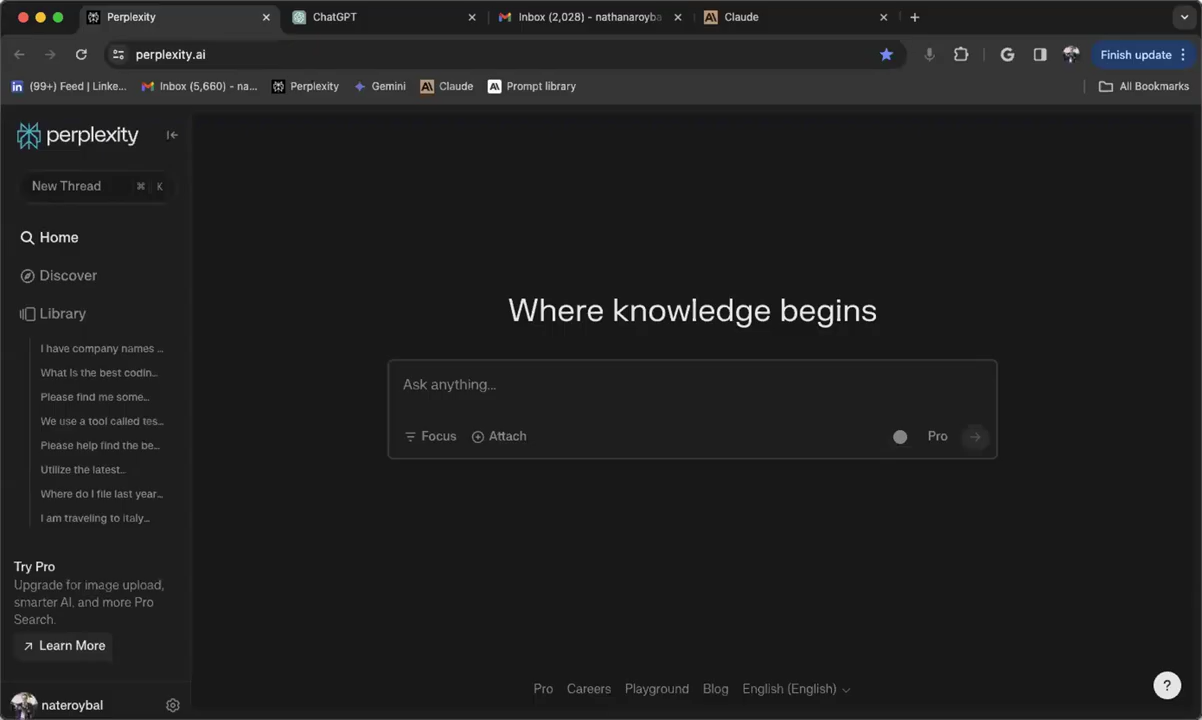 Perplexity
ChatGPT
Inbox (2,028) - nathanaroyba
Claude
perplexity.ai
Finish update
(99+) Feed | Linke...
Inbox (5,660) - na...
Perplexity
Gemini
Claude
Prompt library
All Bookmarks
perplexity
New Thread ⌘ K
Home
Discover
Library
I have company names ...
What is the best codin...
Please find me some...
We use a tool called tes...
Please help find the be...
Utilize the latest...
Where do I file last year...
I am traveling to italy...
Try Pro
Upgrade for image upload,
smarter AI, and more Pro
Search.
Learn More
nateroybal
Where knowledge begins
Ask anything...
Focus
Attach
Pro
Pro
Careers
Playground
Blog
English (English)
?